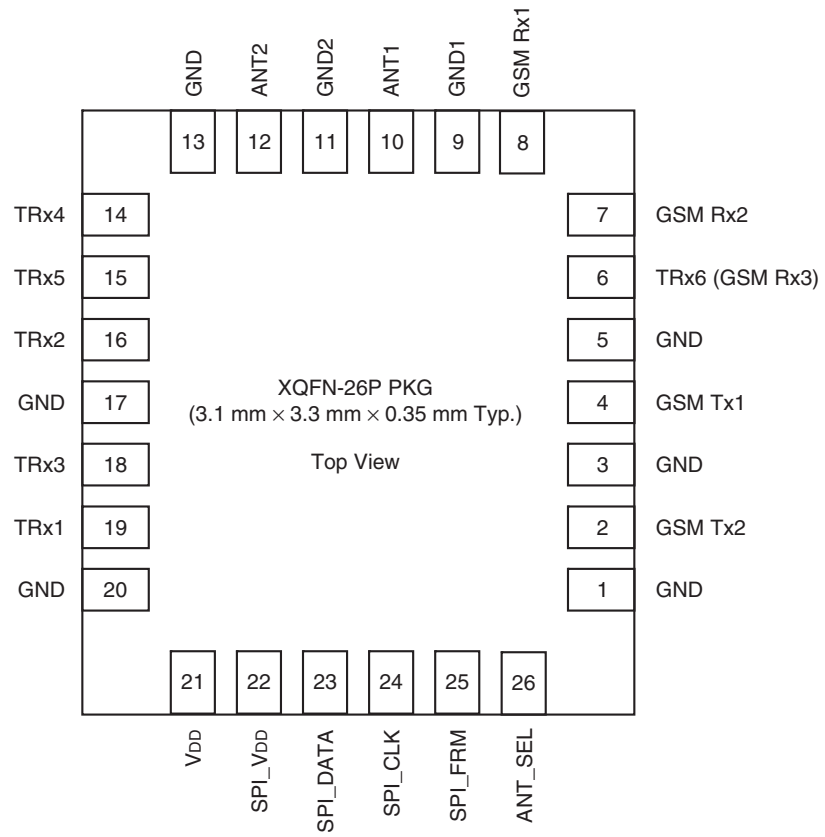 GND
ANT2
GND2
ANT1
GND1
GSM Rx1
13
12
11
10
9
8
TRx4
14
7
GSM Rx2
TRx5
15
6
TRx6 (GSM Rx3)
TRx2
16
5
GND
GND
17
4
GSM Tx1
XQFN-26P PKG
(3.1 mm × 3.3 mm × 0.35 mm Typ.)
Top View
TRx3
18
3
GND
TRx1
19
2
GSM Tx2
GND
20
1
GND
21
22
23
24
25
26
VDD
SPI_VDD
SPI_DATA
SPI_CLK
SPI_FRM
ANT_SEL